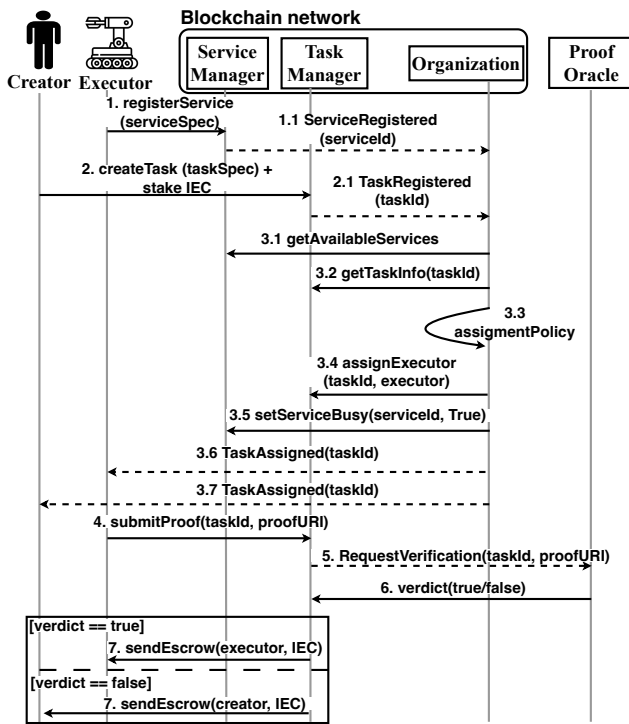 Blockchain network
Creator
Executor
Service
Manager
Task
Manager
Organization
Proof
Oracle
1. registerService
(serviceSpec)
1.1 ServiceRegistered
(serviceId)
2. createTask (taskSpec) +
stake IEC
2.1 TaskRegistered
(taskId)
3.1 getAvailableServices
3.2 getTaskInfo(taskId)
3.3
assigmentPolicy
3.4 assignExecutor
(taskId, executor)
3.5 setServiceBusy(serviceId, True)
3.6 TaskAssigned(taskId)
3.7 TaskAssigned(taskId)
4. submitProof(taskId, proofURI)
5. RequestVerification(taskId, proofURI)
6. verdict(true/false)
[verdict == true]
7. sendEscrow(executor, IEC)
[verdict == false]
7. sendEscrow(creator, IEC)